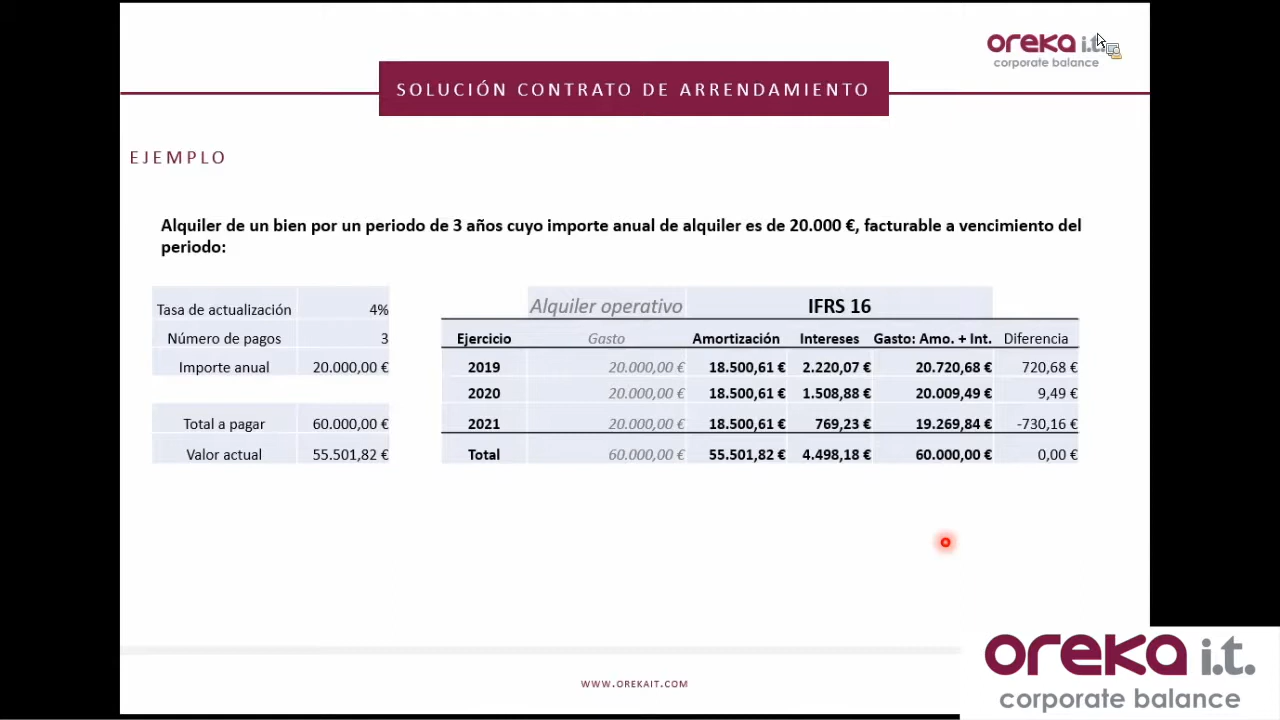 oreka i.t.
corporate balance
SOLUCIÓN CONTRATO DE ARRENDAMIENTO
EJEMPLO
Alquiler de un bien por un periodo de 3 años cuyo importe anual de alquiler es de 20.000 €, facturable a vencimiento del
periodo:
Tasa de actualización 4%
Número de pagos 3
Importe anual 20.000,00 €
Total a pagar 60.000,00 €
Valor actual 55.501,82 €
Alquiler operativo IFRS 16
Ejercicio Gasto Amortización Intereses Gasto: Amo. + Int. Diferencia
2019 20.000,00 € 18.500,61 € 2.220,07 € 20.720,68 € 720,68 €
2020 20.000,00 € 18.500,61 € 1.508,88 € 20.009,49 € 9,49 €
2021 20.000,00 € 18.500,61 € 769,23 € 19.269,84 € -730,16 €
Total 60.000,00 € 55.501,82 € 4.498,18 € 60.000,00 € 0,00 €
WWW.OREKAIT.COM
oreka i.t.
corporate balance